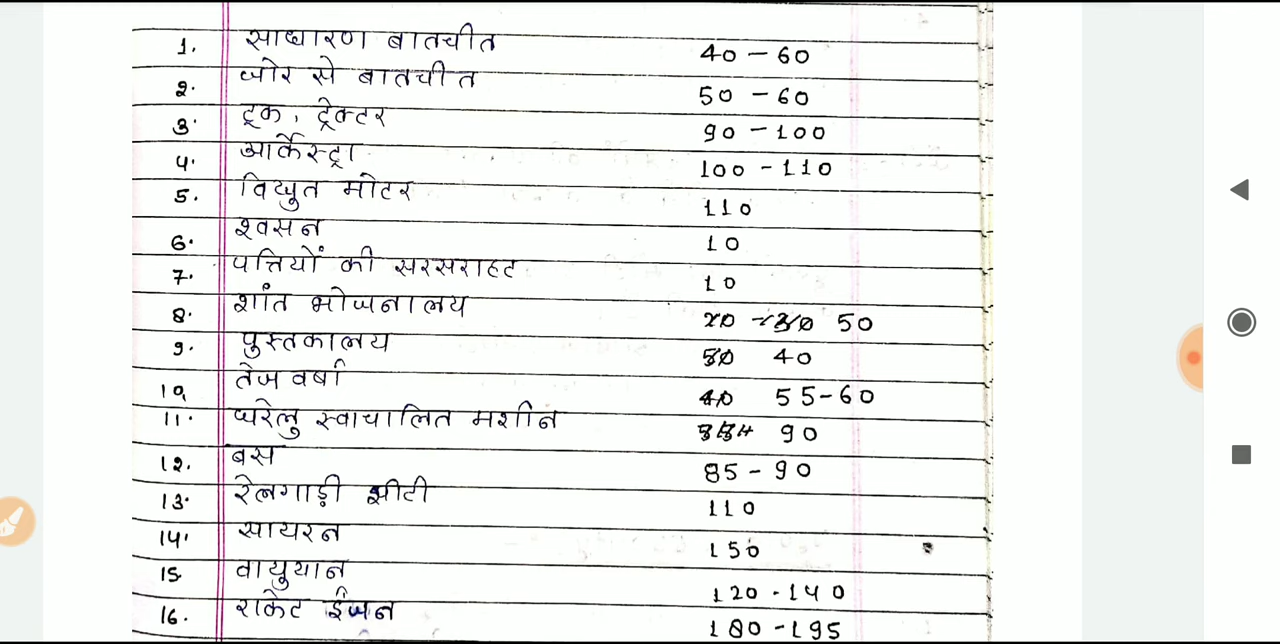 1. साधारण बातचीत 40 - 60
2. जोर से बातचीत 50 - 60
3. ट्रक, ट्रेक्टर 90 - 100
4. आर्केस्ट्रा 100 - 110
5. विद्युत मोटर 110
6. श्वसन 10
7. पत्तियों की सरसराहट 10
8. शांत भोजनालय 50
9. पुस्तकालय 40
10 तेज वर्षा 55-60
11. घरेलु स्वाचालित मशीन 90
12. बस 85 - 90
13. रेलगाड़ी सीटी 110
14. सायरन 150
15 वायुयान 120 - 140
16. राकेट ईंजन 180 - 195